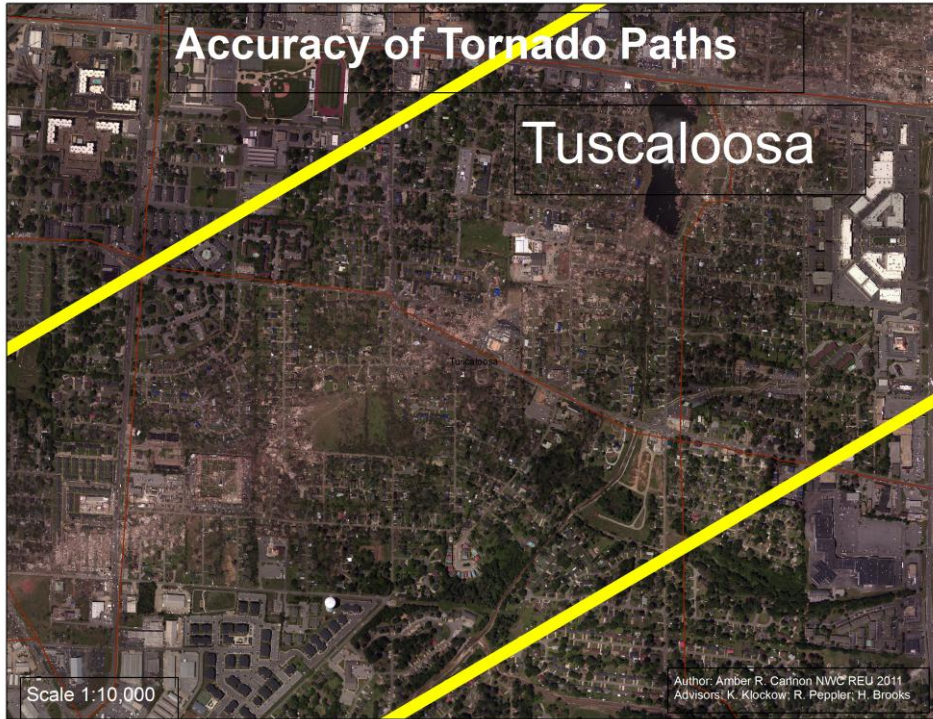 Accuracy of Tornado Paths
Tuscaloosa
Tuscaloosa
Scale 1:10,000
Author: Amber R. Cannon NWC REU 2011
Advisors: K. Klockow; R. Peppler; H. Brooks